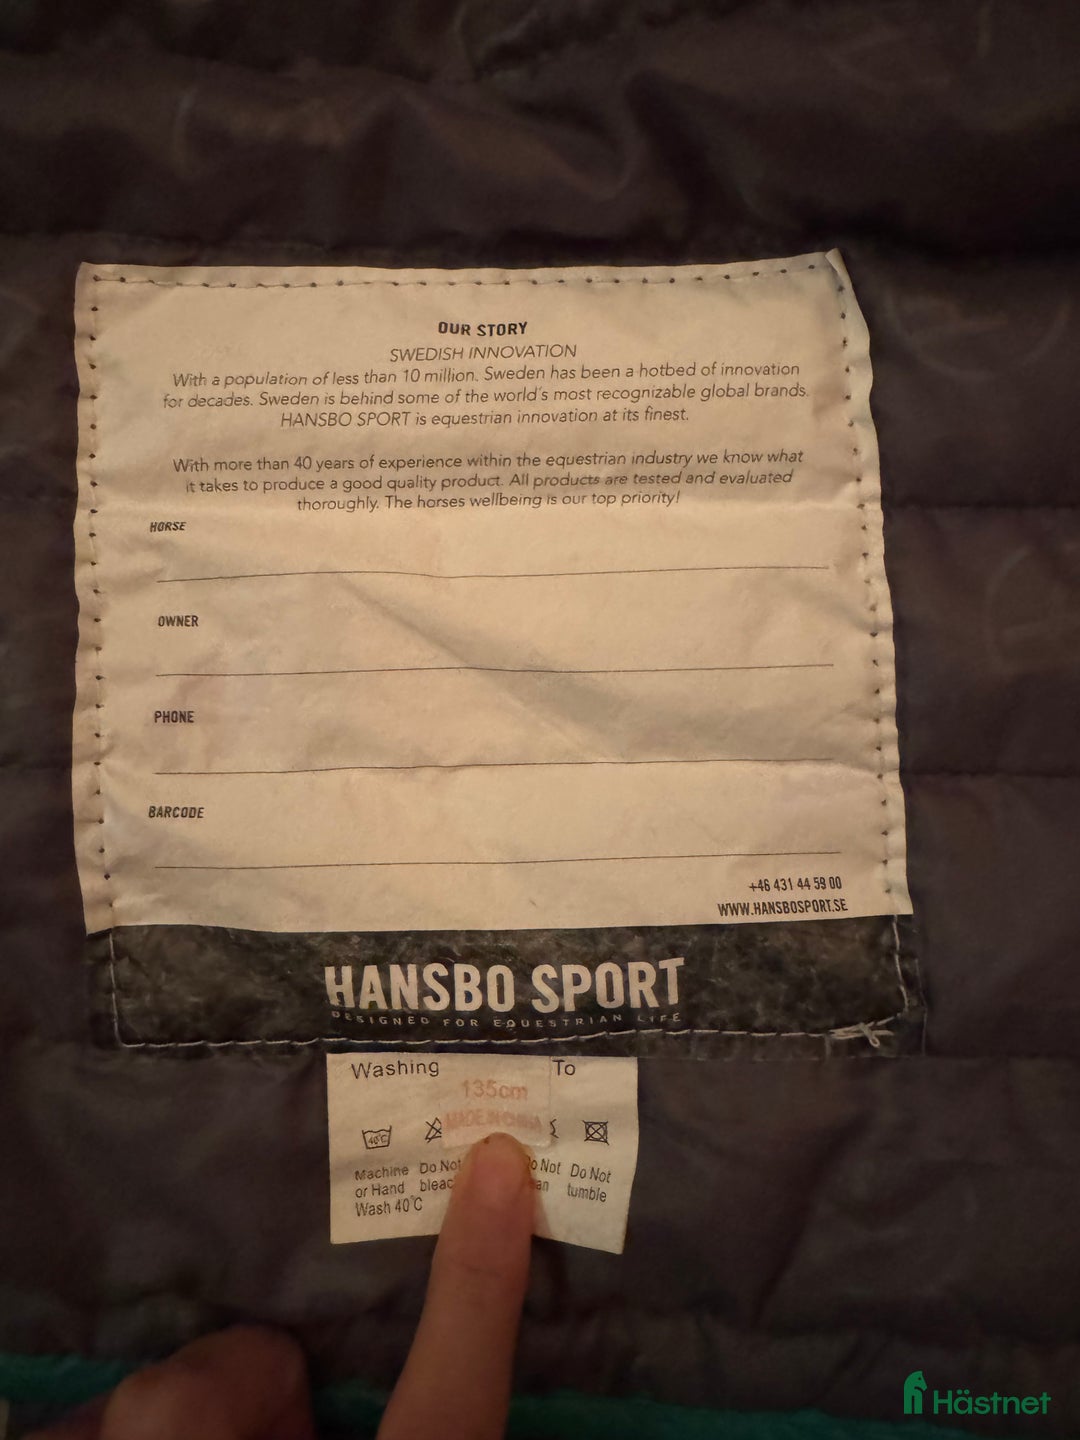 OUR STORY
SWEDISH INNOVATION
With a population of less than 10 million. Sweden has been a hotbed of innovation
for decades. Sweden is behind some of the world's most recognizable global brands.
HANSBO SPORT is equestrian innovation at its finest.
With more than 40 years of experience within the equestrian industry we know what
it takes to produce a good quality product. All products are tested and evaluated
thoroughly. The horses wellbeing is our top priority!
HORSE
OWNER
PHONE
BARCODE
+46 431 44 59 00
WWW.HANSBOSPORT.SE
HANSBO SPORT
DESIGNED FOR EQUESTRIAN LIFE
Washing To
135cm
MADE IN CHINA
40°C
Machine Do Not Do Not Do Not
or Hand bleac an tumble
Wash 40°C
Hästnet